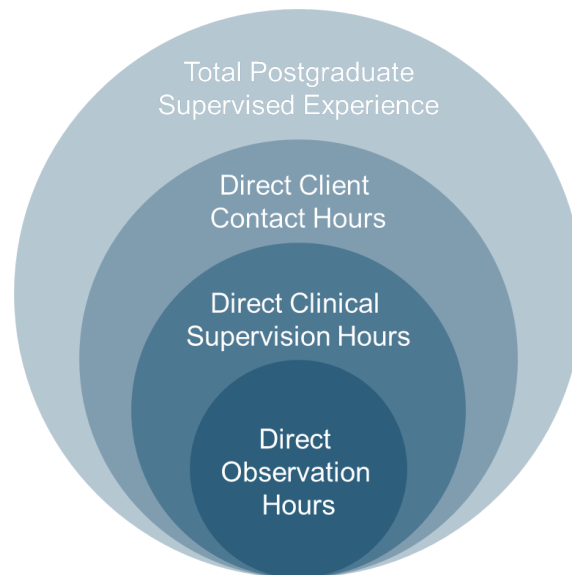 Total Postgraduate
Supervised Experience
Direct Client
Contact Hours
Direct Clinical
Supervision Hours
Direct
Observation
Hours